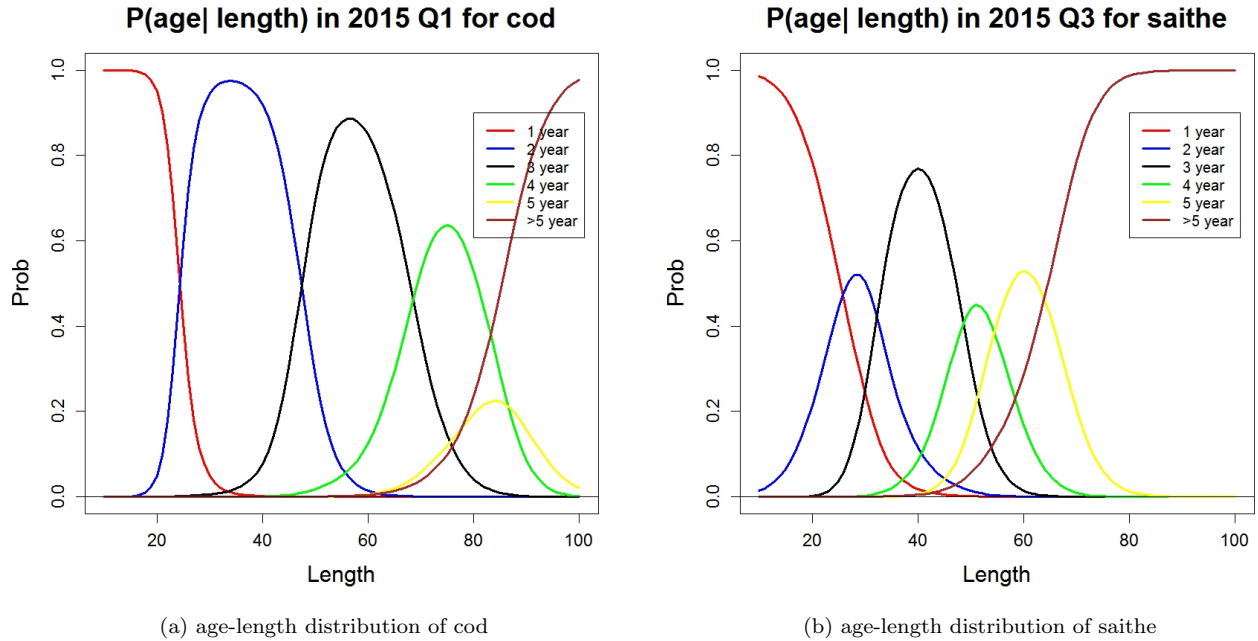 P(age| length) in 2015 Q1 for cod
1.0
0.8
0.6
0.4
0.2
0.0
Prob
1 year
2 year
3 year
4 year
5 year
>5 year
20
40
60
80
100
Length
(a) age-length distribution of cod
P(age| length) in 2015 Q3 for saithe
1.0
0.8
0.6
0.4
0.2
0.0
Prob
1 year
2 year
3 year
4 year
5 year
>5 year
20
40
60
80
100
Length
(b) age-length distribution of saithe